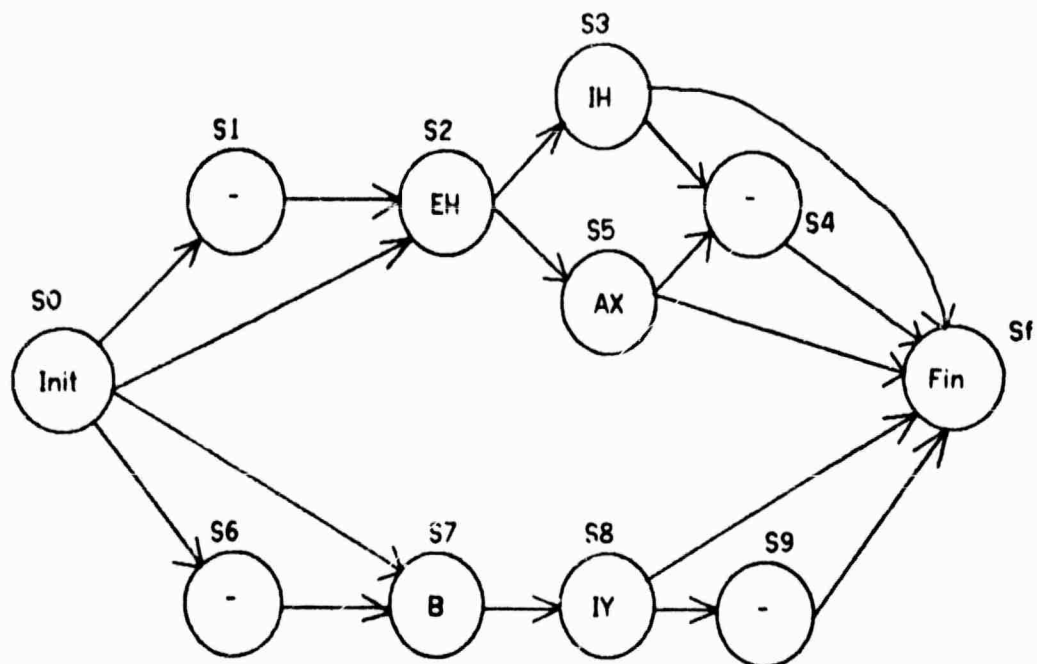 S3
IH
S1
S2
-
EH
-
S4
S5
AX
S0
Init
Sf
Fin
S6
S7
S8
S9
-
B
IY
-